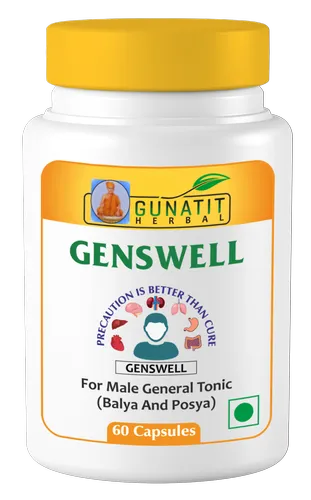 GUNATIT
HERBAL
GENSWELL
PRECAUTION IS BETTER THAN CURE
GENSWELL
For Male General Tonic
(Balya And Posya)
60 Capsules